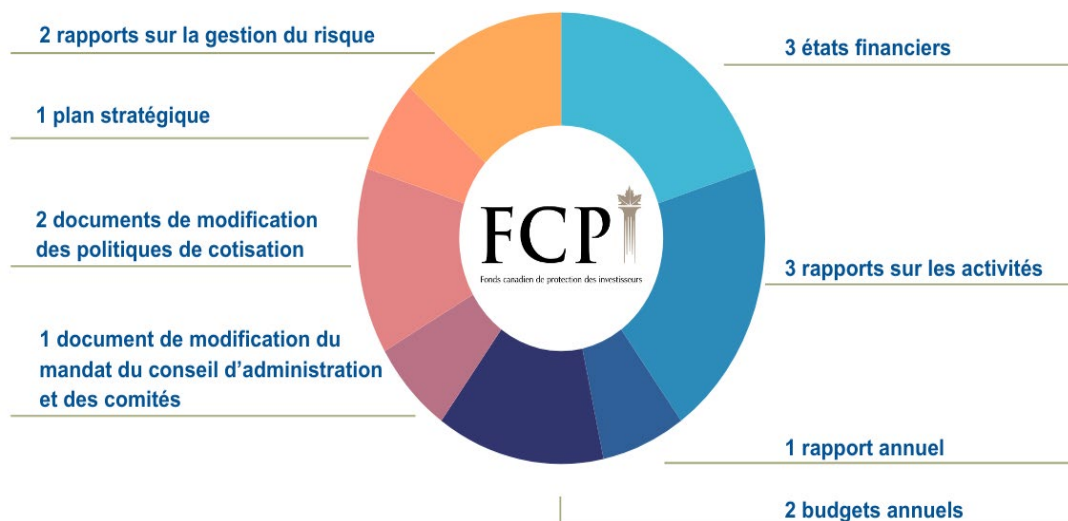 2 rapports sur la gestion du risque
3 états financiers
1 plan stratégique
2 documents de modification
des politiques de cotisation
FCPI
Fonds canadien de protection des investisseurs
3 rapports sur les activités
1 document de modification du
mandat du conseil d’administration
et des comités
1 rapport annuel
2 budgets annuels